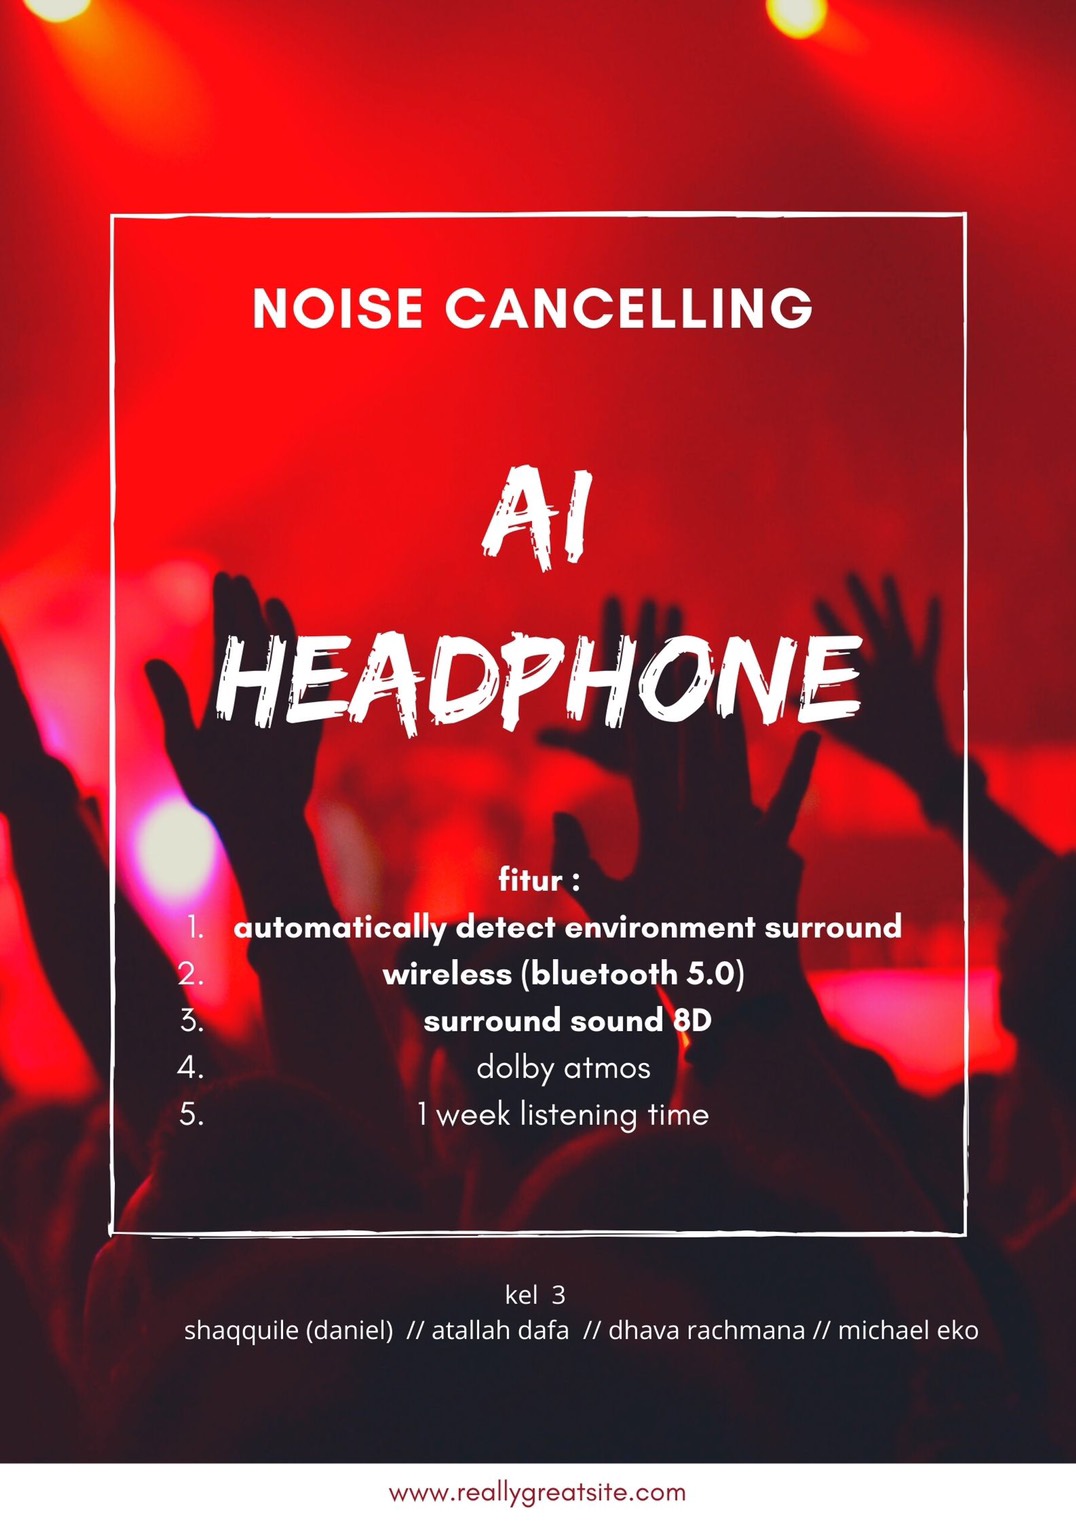 NOISE CANCELLING
AI
HEADPHONE
fitur :
1. automatically detect environment surround
2. wireless (bluetooth 5.0)
3. surround sound 8D
4. dolby atmos
5. 1 week listening time
kel 3
shaqquile (daniel) // atallah dafa // dhava rachmana // michael eko
www.reallygreatsite.com